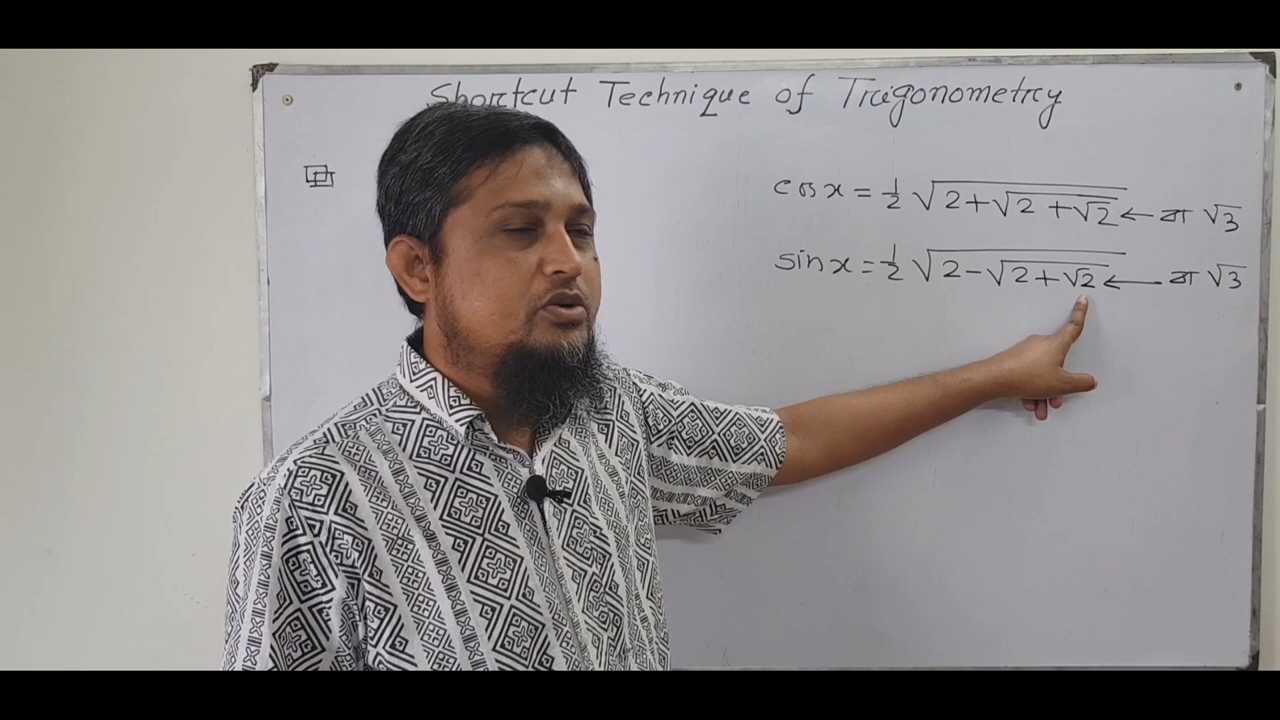 Shortcut Technique of Trigonometry
cos x = 1/2 √(2+√(2+√2)) ← বা √3
sin x = 1/2 √(2-√(2+√2)) ← বা √3